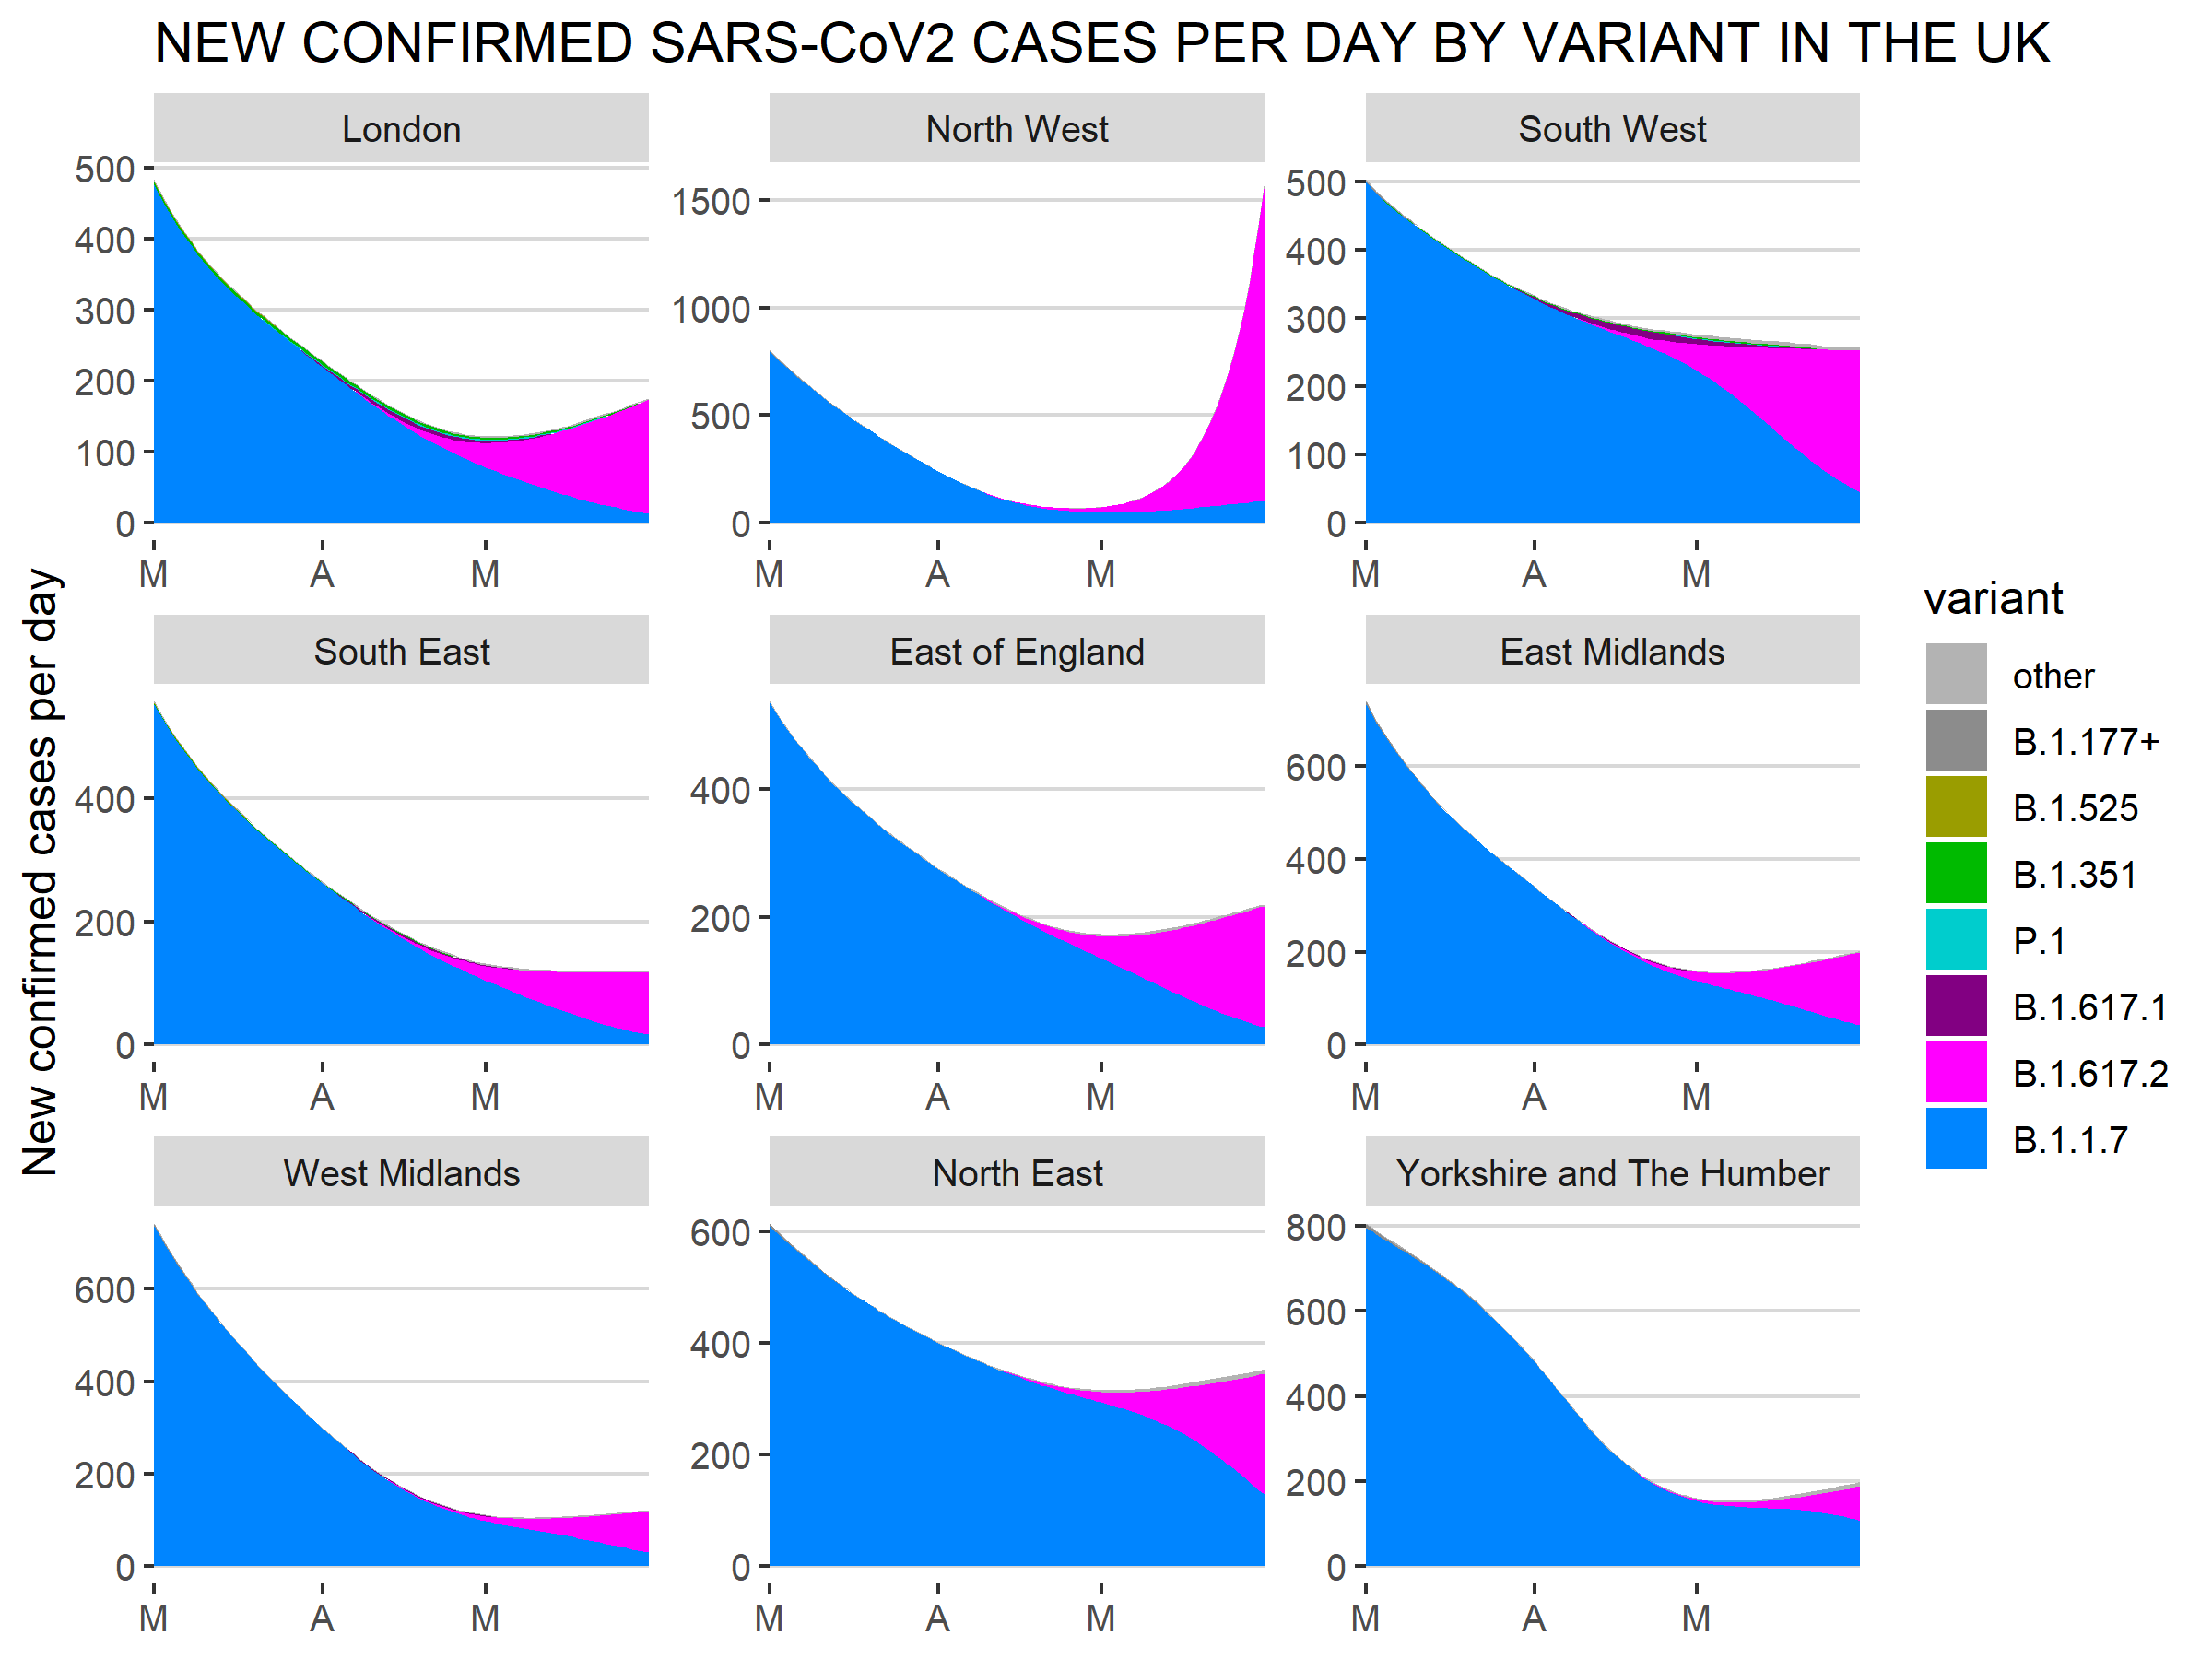 NEW CONFIRMED SARS-CoV2 CASES PER DAY BY VARIANT IN THE UK
New confirmed cases per day
London
500
400
300
200
100
0
M A M
North West
1500
1000
500
0
M A M
South West
500
400
300
200
100
0
M A M
South East
400
200
0
M A M
East of England
400
200
0
M A M
East Midlands
600
400
200
0
M A M
West Midlands
600
400
200
0
M A M
North East
600
400
200
0
M A M
Yorkshire and The Humber
800
600
400
200
0
M A M
variant
other
B.1.177+
B.1.525
B.1.351
P.1
B.1.617.1
B.1.617.2
B.1.1.7